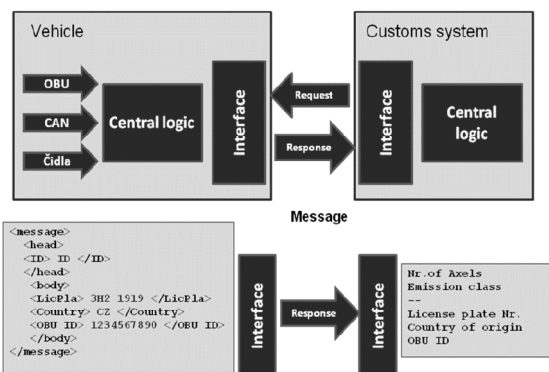 Vehicle
Customs system
OBU
CAN
Čidla
Central logic
Interface
Request
Response
Interface
Central
logic
Message
<message>
<head>
<ID> ID </ID>
</head>
<body>
<LicPla> 3H2 1919 </LicPla>
<Country> CZ </Country>
<OBU ID> 1234567890 </OBU ID>
</body>
</message>
Interface
Response
Interface
Nr.of Axels
Emission class
--
License plate Nr.
Country of origin
OBU ID